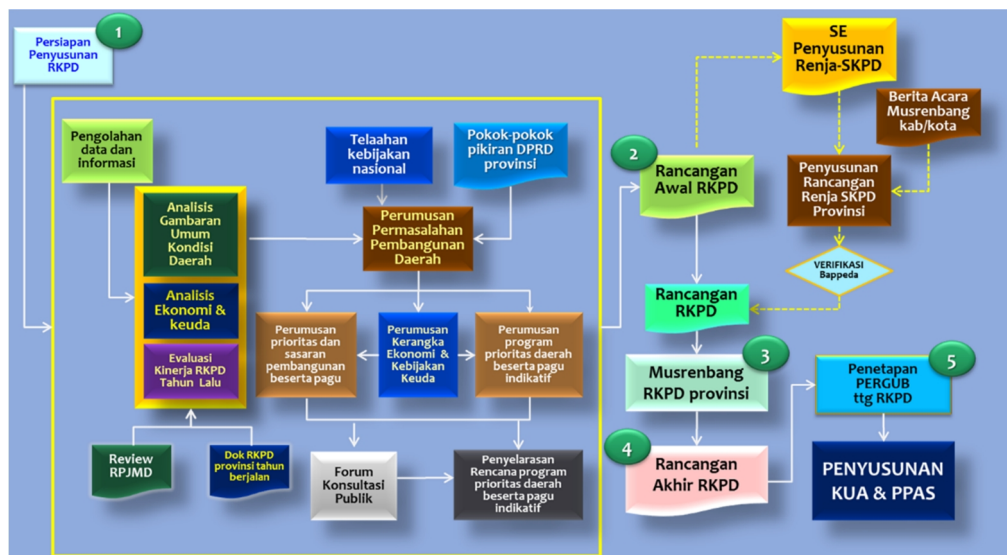 1
Persiapan
Penyusunan
RKPD
Pengolahan
data dan
informasi
Analisis
Gambaran
Umum
Kondisi
Daerah
Analisis
Ekonomi &
keuda
Evaluasi
Kinerja RKPD
Tahun Lalu
Review
RPJMD
Dok RKPD
provinsi tahun
berjalan
Telaahan
kebijakan
nasional
Pokok-pokok
pikiran DPRD
provinsi
Perumusan
Permasalahan
Pembangunan
Daerah
Perumusan
prioritas dan
sasaran
pembangunan
beserta pagu
Perumusan
Kerangka
Ekonomi &
Kebijakan
Keuda
Perumusan
program
prioritas daerah
beserta pagu
indikatif
Forum
Konsultasi
Publik
Penyelarasan
Rencana program
prioritas daerah
beserta pagu
indikatif
2
Rancangan
Awal RKPD
SE
Penyusunan
Renja-SKPD
Berita Acara
Musrenbang
kab/kota
Penyusunan
Rancangan
Renja SKPD
Provinsi
VERIFIKASI
Bappeda
Rancangan
RKPD
3
Musrenbang
RKPD provinsi
4
Rancangan
Akhir RKPD
5
Penetapan
PERGUB
ttg RKPD
PENYUSUNAN
KUA & PPAS